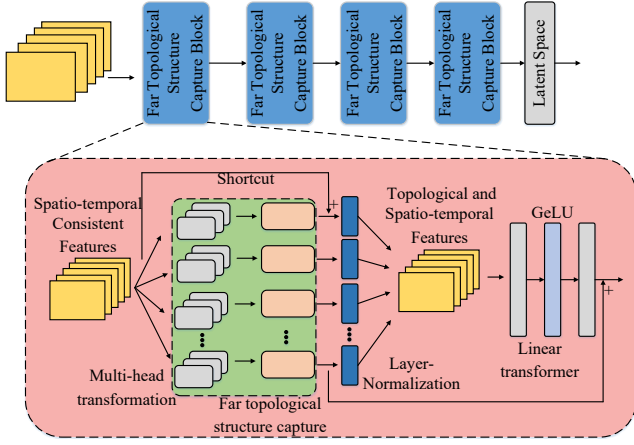 Far Topological
Structure
Capture Block
Far Topological
Structure
Capture Block
Far Topological
Structure
Capture Block
Far Topological
Structure
Capture Block
Latent Space
Shortcut
+
Spatio-temporal
Consistent
Features
Topological and
Spatio-temporal
Features
GeLU
+
Multi-head
transformation
Layer-
Normalization
Linear
transformer
Far topological
structure capture